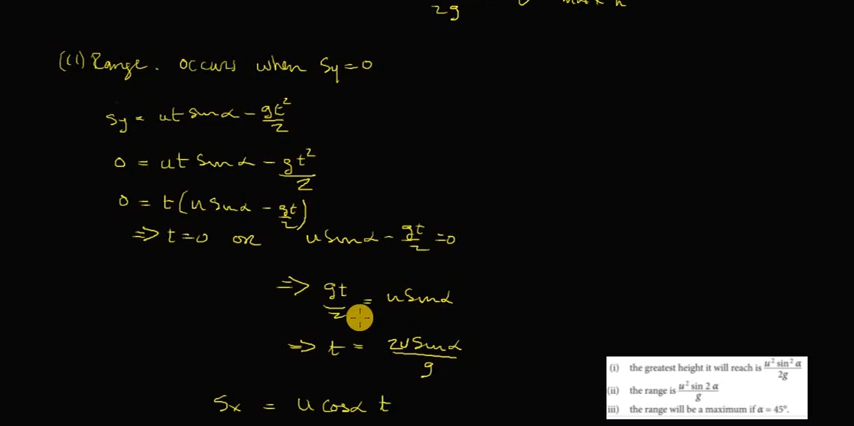 2g
max h
(ii) Range. Occurs when Sy=0
Sy = ut Sinα - gt²/2
0 = ut Sinα - gt²/2
0 = t(u Sinα - gt/2)
=> t=0 or u Sinα - gt/2 =0
=> gt/2 = u Sinα
=> t = 2u Sinα/g
Sx = u cosα t
(i) the greatest height it will reach is u² sin² α/2g
(ii) the range is u² sin 2α/g
iii) the range will be a maximum if α = 45°.